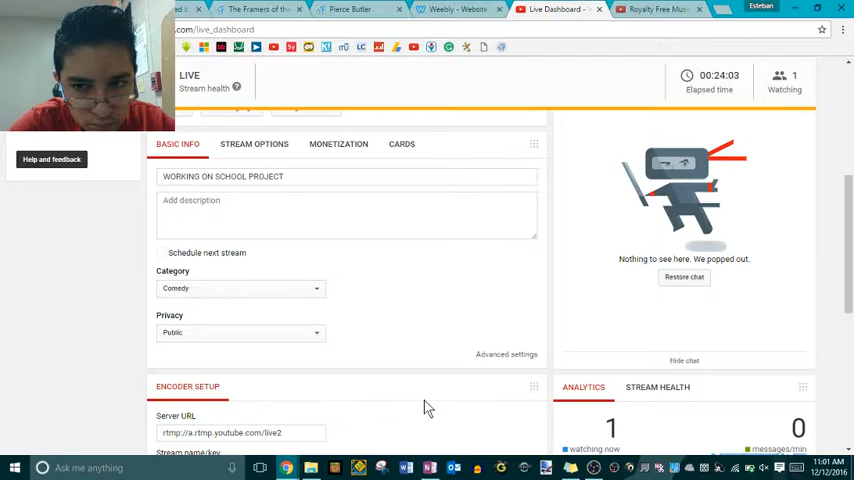 The Framers of the
Pierce Butler
Weebly - Website
Live Dashboard -
Royalty Free Music
Esteban
.com/live_dashboard
LIVE
Stream health
00:24:03
Elapsed time
1
Watching
Help and feedback
BASIC INFO STREAM OPTIONS MONETIZATION CARDS
WORKING ON SCHOOL PROJECT
Add description
Schedule next stream
Category
Comedy
Privacy
Public
Advanced settings
Nothing to see here. We popped out.
Restore chat
Hide chat
ENCODER SETUP
Server URL
rtmp://a.rtmp.youtube.com/live2
Stream name/key
ANALYTICS STREAM HEALTH
1
watching now
0
messages/min
Ask me anything
11:01 AM
12/12/2016